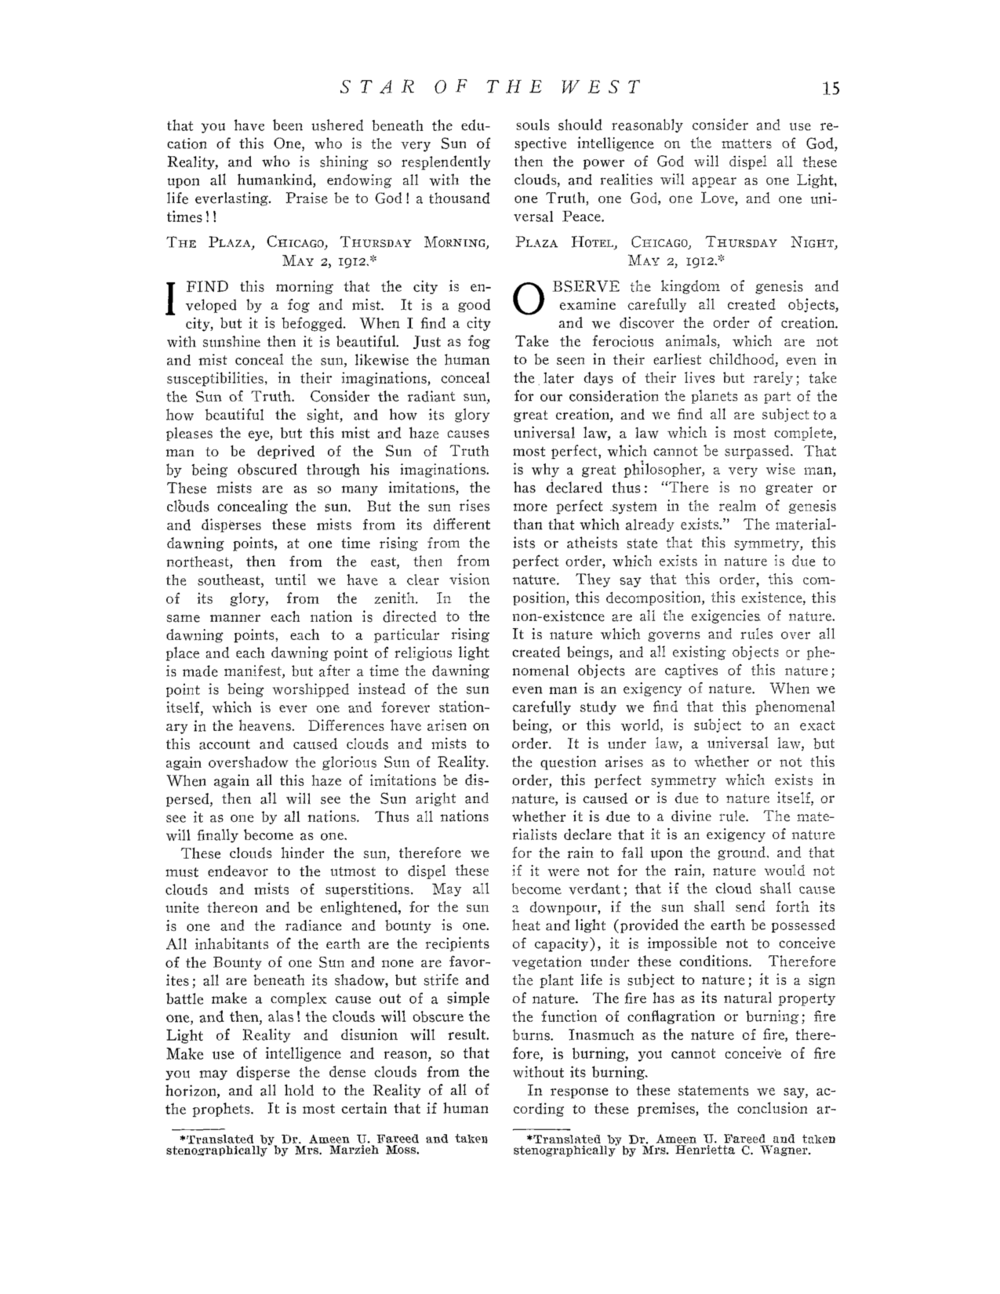 STAR OF THE WEST 15
that you have been ushered beneath the edu-
cation of this One, who is the very Sun of
Reality, and who is shining so resplendently
upon all humankind, endowing all with the
life everlasting. Praise be to God! a thousand
times!!
THE PLAZA, CHICAGO, THURSDAY MORNING,
MAY 2, 1912.*
I FIND this morning that the city is en-
veloped by a fog and mist. It is a good
city, but it is befogged. When I find a city
with sunshine then it is beautiful. Just as fog
and mist conceal the sun, likewise the human
susceptibilities, in their imaginations, conceal
the Sun of Truth. Consider the radiant sun,
how beautiful the sight, and how its glory
pleases the eye, but this mist and haze causes
man to be deprived of the Sun of Truth
by being obscured through his imaginations.
These mists are as so many imitations, the
clouds concealing the sun. But the sun rises
and disperses these mists from its different
dawning points, at one time rising from the
northeast, then from the east, then from
the southeast, until we have a clear vision
of its glory, from the zenith. In the
same manner each nation is directed to the
dawning points, each to a particular rising
place and each dawning point of religious light
is made manifest, but after a time the dawning
point is being worshipped instead of the sun
itself, which is ever one and forever station-
ary in the heavens. Differences have arisen on
this account and caused clouds and mists to
again overshadow the glorious Sun of Reality.
When again all this haze of imitations be dis-
persed, then all will see the Sun aright and
see it as one by all nations. Thus all nations
will finally become as one.
These clouds hinder the sun, therefore we
must endeavor to the utmost to dispel these
clouds and mists of superstitions. May all
unite thereon and be enlightened, for the sun
is one and the radiance and bounty is one.
All inhabitants of the earth are the recipients
of the Bounty of one Sun and none are favor-
ites; all are beneath its shadow, but strife and
battle make a complex cause out of a simple
one, and then, alas! the clouds will obscure the
Light of Reality and disunion will result.
Make use of intelligence and reason, so that
you may disperse the dense clouds from the
horizon, and all hold to the Reality of all of
the prophets. It is most certain that if human
*Translated by Dr. Ameen U. Fareed and taken
stenographically by Mrs. Marzieh Moss.
souls should reasonably consider and use re-
spective intelligence on the matters of God,
then the power of God will dispel all these
clouds, and realities will appear as one Light,
one Truth, one God, one Love, and one uni-
versal Peace.
PLAZA HOTEL, CHICAGO, THURSDAY NIGHT,
MAY 2, 1912.*
OBSERVE the kingdom of genesis and
examine carefully all created objects,
and we discover the order of creation.
Take the ferocious animals, which are not
to be seen in their earliest childhood, even in
the later days of their lives but rarely; take
for our consideration the planets as part of the
great creation, and we find all are subject to a
universal law, a law which is most complete,
most perfect, which cannot be surpassed. That
is why a great philosopher, a very wise man,
has declared thus: "There is no greater or
more perfect system in the realm of genesis
than that which already exists." The material-
ists or atheists state that this symmetry, this
perfect order, which exists in nature is due to
nature. They say that this order, this com-
position, this decomposition, this existence, this
non-existence are all the exigencies of nature.
It is nature which governs and rules over all
created beings, and all existing objects or phe-
nomenal objects are captives of this nature;
even man is an exigency of nature. When we
carefully study we find that this phenomenal
being, or this world, is subject to an exact
order. It is under law, a universal law, but
the question arises as to whether or not this
order, this perfect symmetry which exists in
nature, is caused or is due to nature itself, or
whether it is due to a divine rule. The mate-
rialists declare that it is an exigency of nature
for the rain to fall upon the ground. and that
if it were not for the rain, nature would not
become verdant; that if the cloud shall cause
a downpour, if the sun shall send forth its
heat and light (provided the earth be possessed
of capacity), it is impossible not to conceive
vegetation under these conditions. Therefore
the plant life is subject to nature; it is a sign
of nature. The fire has as its natural property
the function of conflagration or burning; fire
burns. Inasmuch as the nature of fire, there-
fore, is burning, you cannot conceive of fire
without its burning.
In response to these statements we say, ac-
cording to these premises, the conclusion ar-
*Translated by Dr. Ameen U. Fareed and taken
stenographically by Mrs. Henrietta C. Wagner.